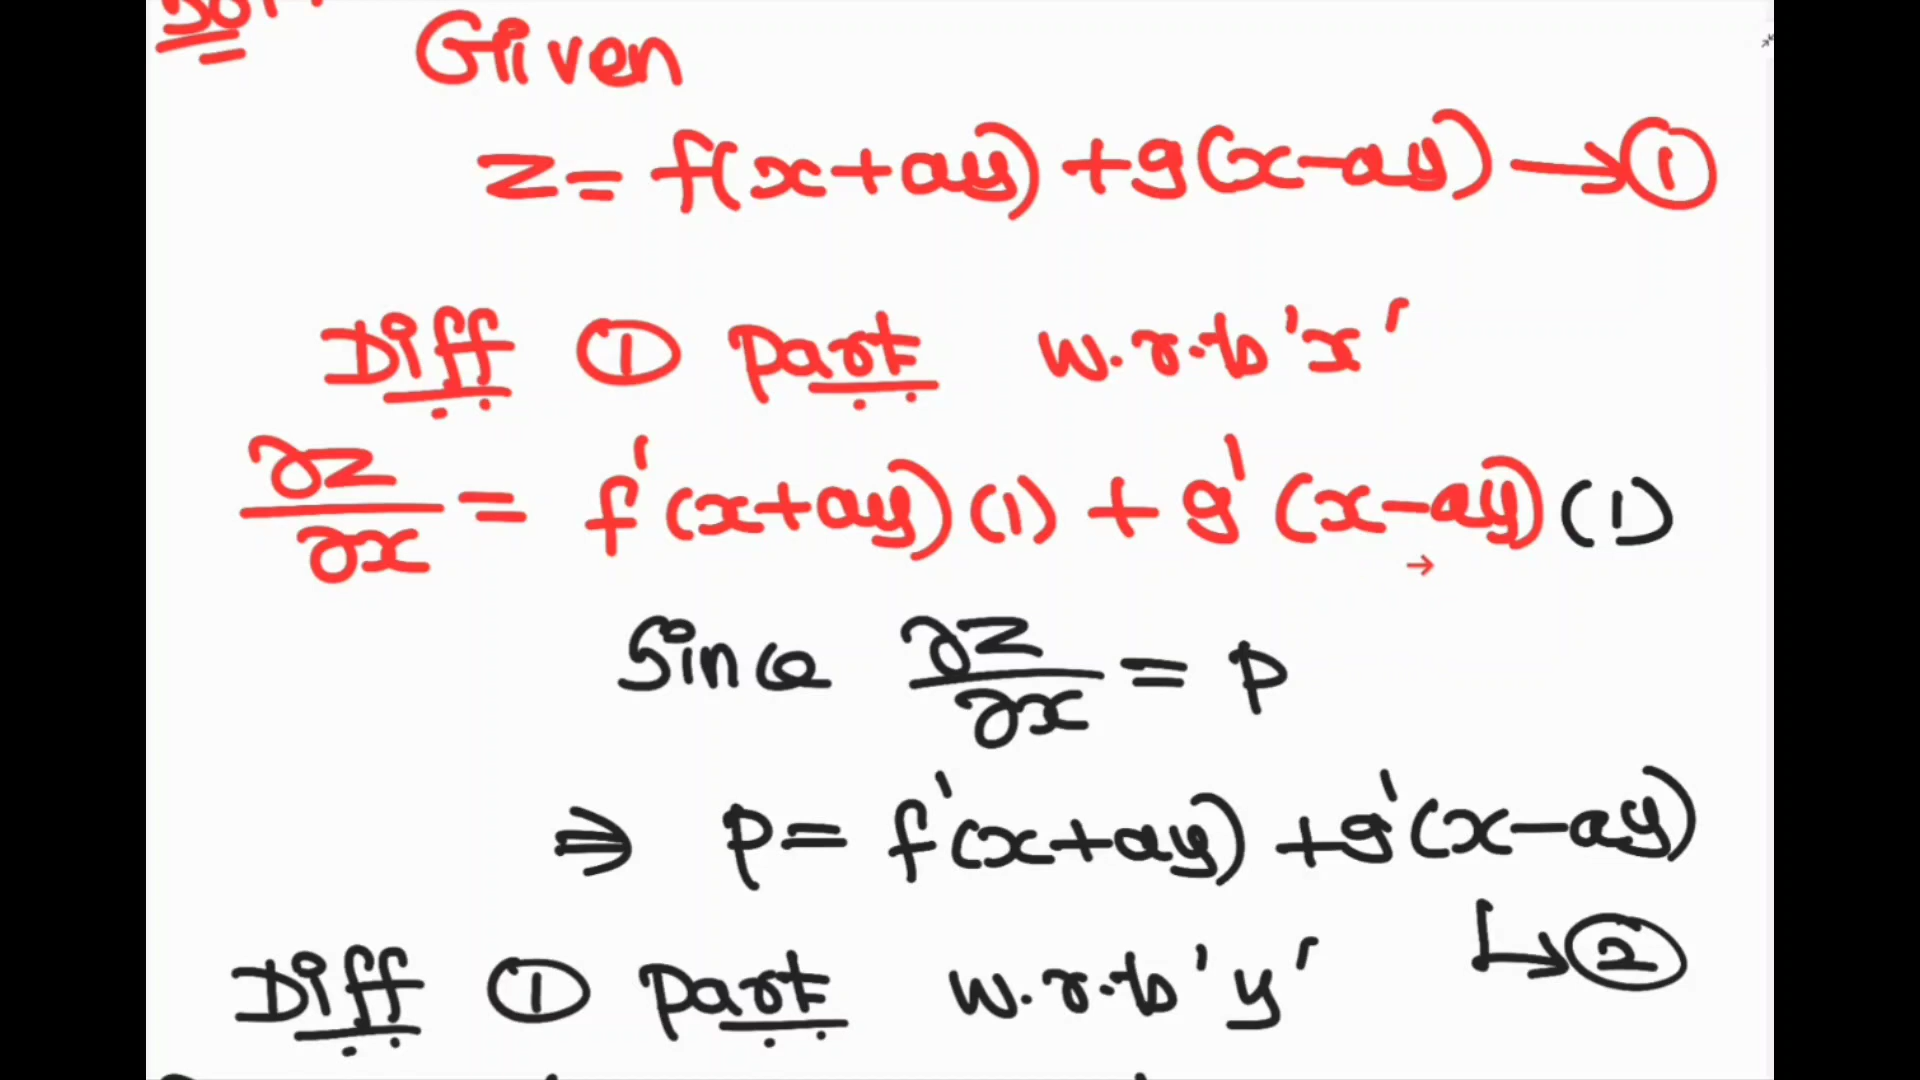 Given
z = f(x+ay) + g(x-ay) → ①
Diff ① part w.r.to 'x'
∂z/∂x = f'(x+ay)(1) + g'(x-ay)(1)
Since ∂z/∂x = p
⇒ p = f'(x+ay) + g'(x-ay)
↳ ②
Diff ① part w.r.to 'y'